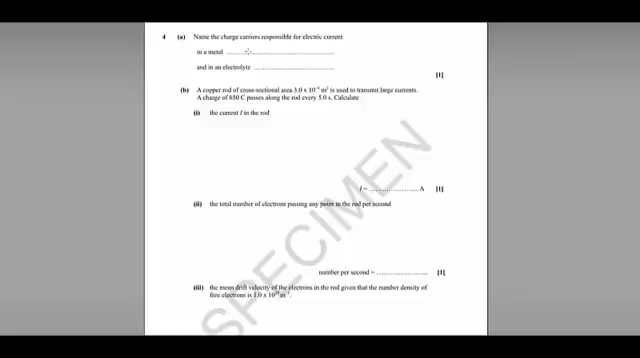 4 (a) Name the charge carriers responsible for electric current
in a metal ........................................
and in an electrolyte ........................................
[1]
(b) A copper rod of cross-sectional area 3.0 x 10⁻⁴ m² is used to transmit large currents.
A charge of 650 C passes along the rod every 5.0 s. Calculate
(i) the current I in the rod
I = ........................ A [1]
(ii) the total number of electrons passing any point in the rod per second
number per second = ........................ [1]
(iii) the mean drift velocity of the electrons in the rod given that the number density of
free electrons is 1.0 x 10²⁹ m⁻³.
SPECIMEN